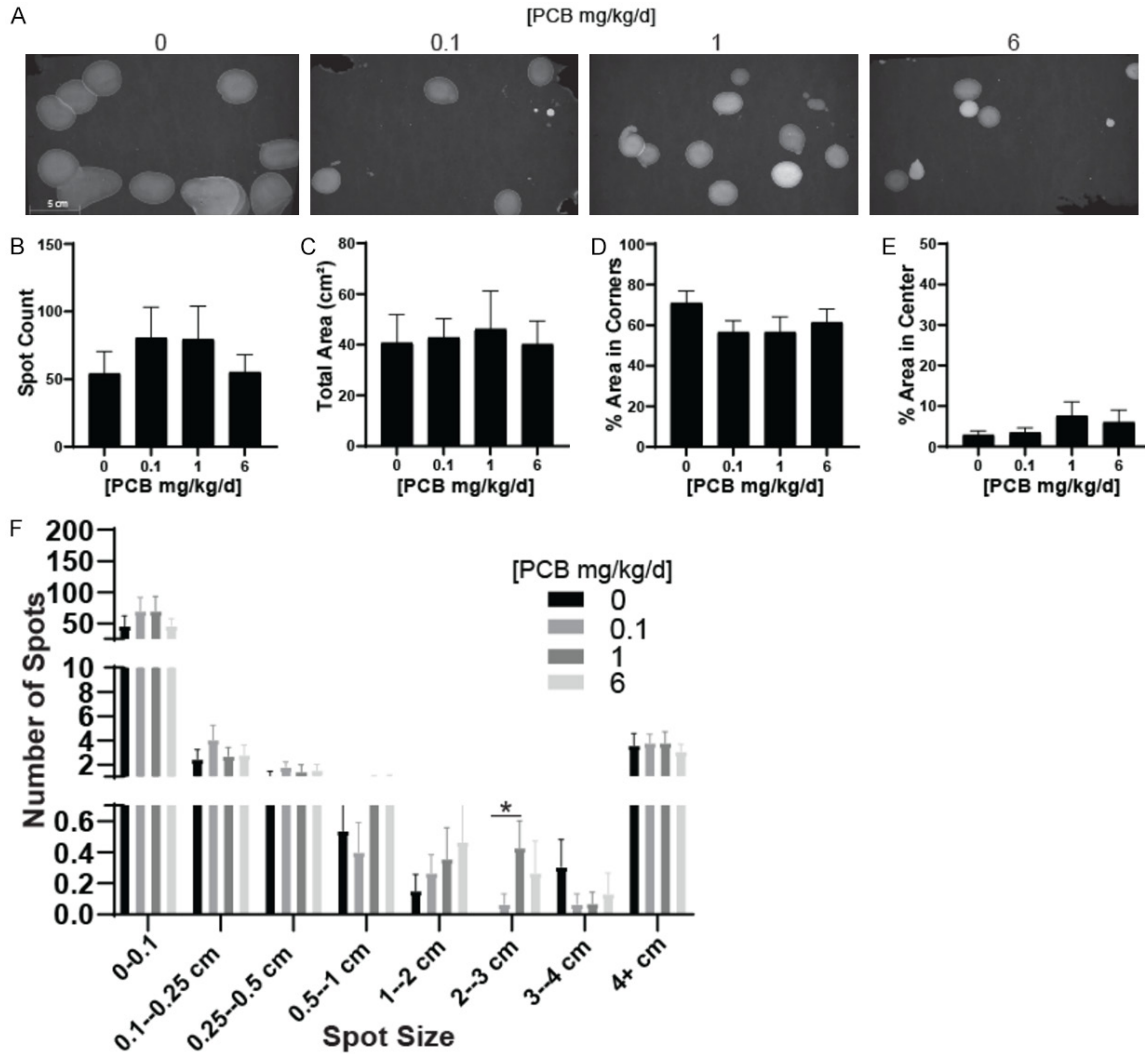 A
[PCB mg/kg/d]
0 0.1 1 6
5 cm
B
150
100
50
0
Spot Count
0 0.1 1 6
[PCB mg/kg/d]
C
80
60
40
20
0
Total Area (cm²)
0 0.1 1 6
[PCB mg/kg/d]
D
100
80
60
40
20
0
% Area in Corners
0 0.1 1 6
[PCB mg/kg/d]
E
50
40
30
20
10
0
% Area in Center
0 0.1 1 6
[PCB mg/kg/d]
F
200
150
100
50
10
8
6
4
2
0.6
0.4
0.2
0.0
Number of Spots
[PCB mg/kg/d]
0
0.1
1
6
*
0-0.1
0.1--0.25 cm
0.25--0.5 cm
0.5--1 cm
1--2 cm
2--3 cm
3--4 cm
4+ cm
Spot Size